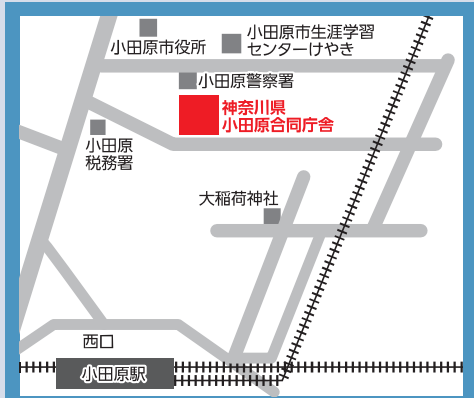 小田原市役所
小田原市生涯学習
センターけやき
小田原警察署
神奈川県
小田原合同庁舎
小田原
税務署
大稲荷神社
西口
小田原駅